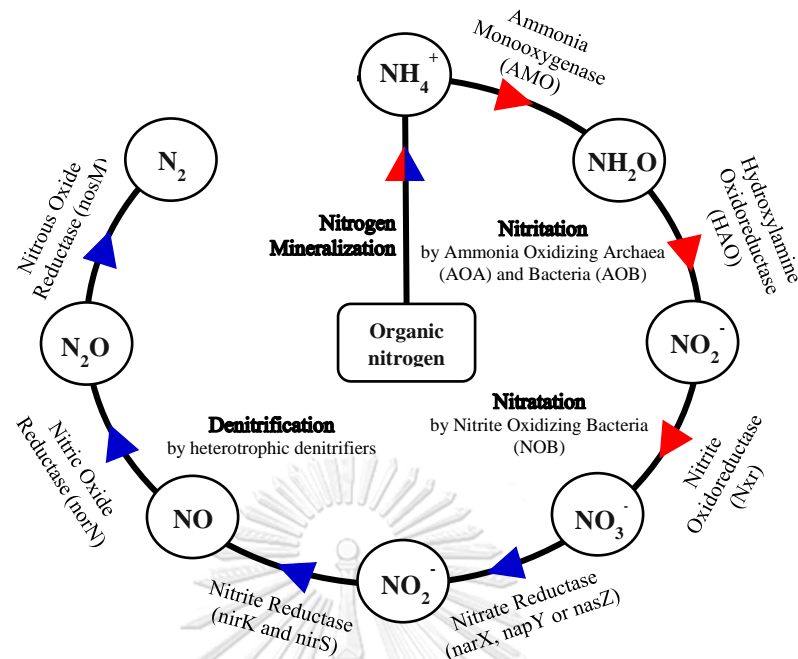 Ammonia
Monooxygenase
(AMO)
NH₄⁺
NH₂O
Hydroxylamine
Oxidoreductase
(HAO)
N₂
Nitrous Oxide
Reductase (nosM)
Nitrogen
Mineralization
Nitritation
by Ammonia Oxidizing Archaea
(AOA) and Bacteria (AOB)
Organic
nitrogen
NO₂⁻
N₂O
Nitratation
by Nitrite Oxidizing Bacteria
(NOB)
Nitrite
Oxidoreductase
(Nxr)
Denitrification
by heterotrophic denitrifiers
Nitric Oxide
Reductase (norN)
NO
NO₃⁻
NO₂⁻
Nitrite Reductase
(nirK and nirS)
Nitrate Reductase
(narX, napY or nasZ)